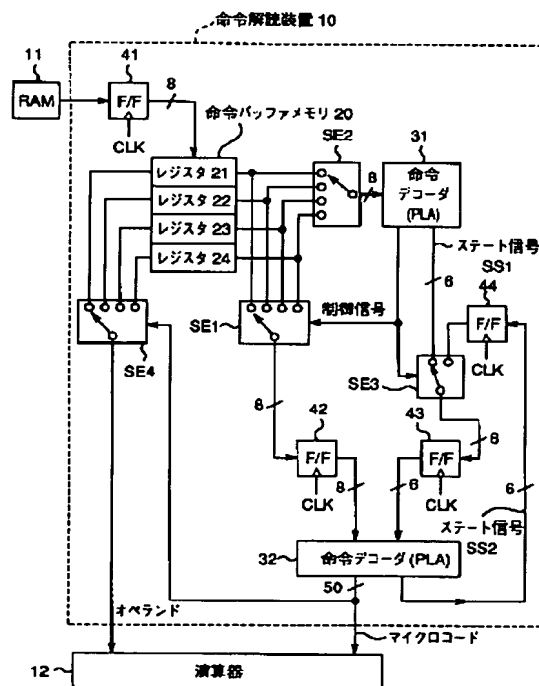 命令解読装置 10
11
RAM
41
F/F
CLK
8
命令バッファメモリ 20
レジスタ 21
レジスタ 22
レジスタ 23
レジスタ 24
SE2
8
31
命令
デコーダ
(PLA)
ステート信号
SS1
6
44
F/F
CLK
制御信号
SE4
SE1
SE3
8
6
42
F/F
CLK
8
43
F/F
CLK
6
6
ステート信号
SS2
32
命令デコーダ (PLA)
50
オペランド
マイクロコード
12
演算器